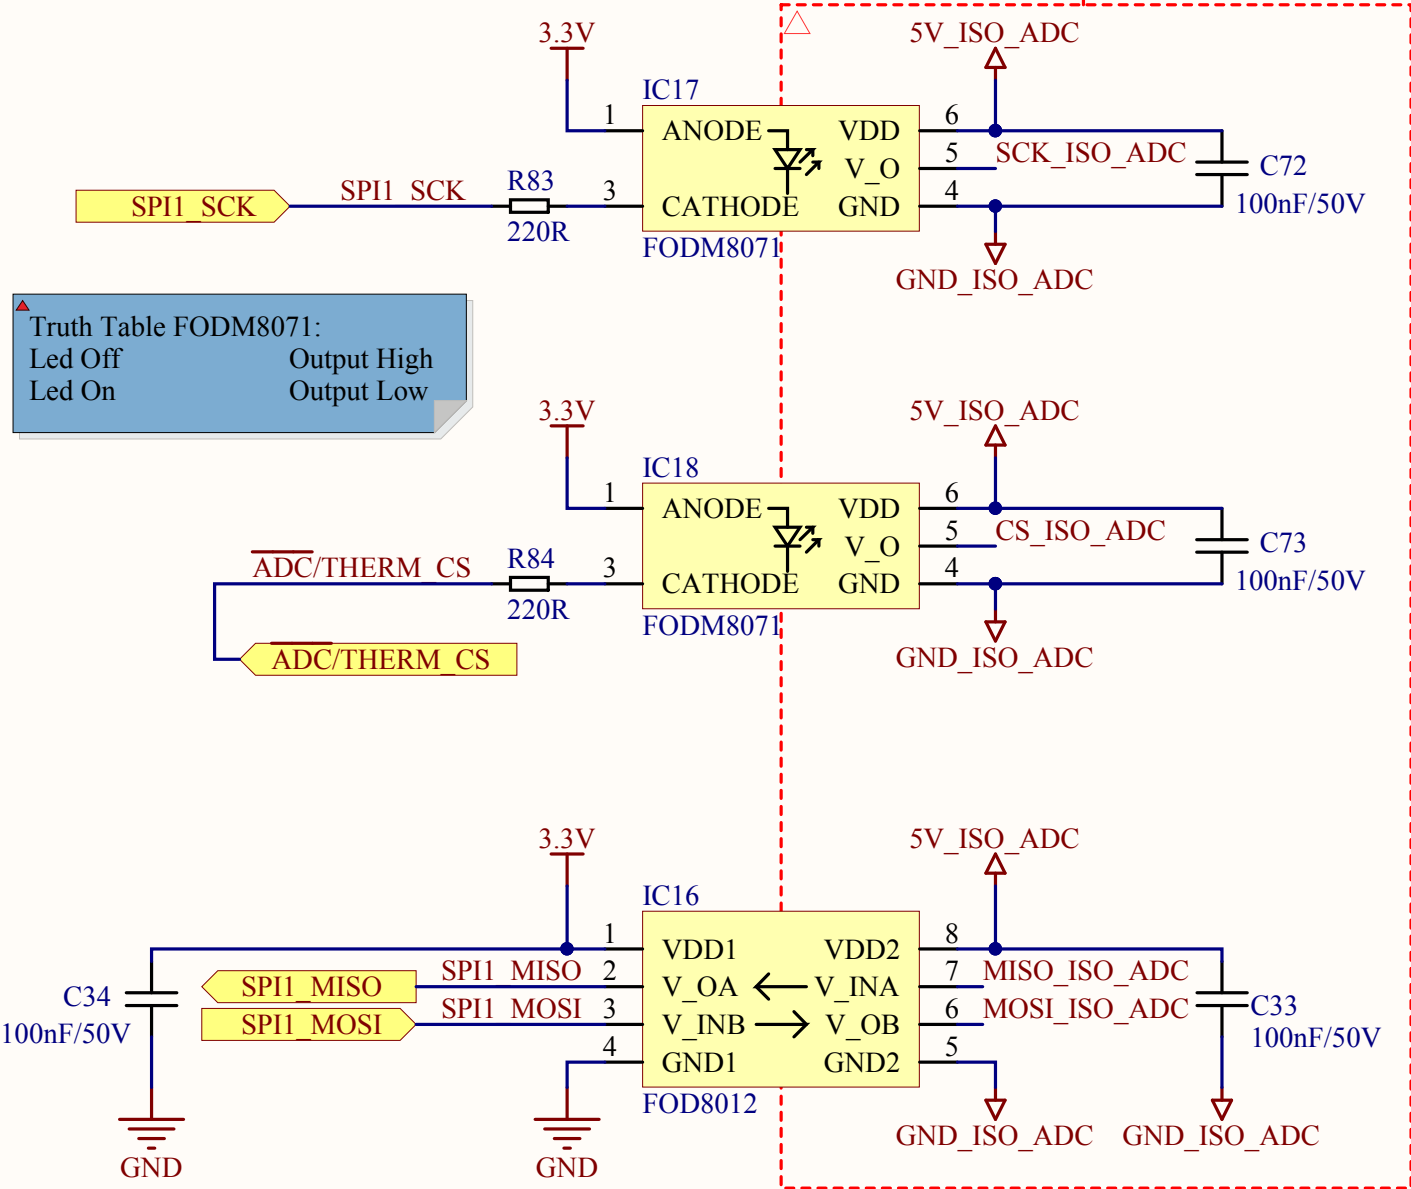 3.3V
5V_ISO_ADC
IC17
1
ANODE
VDD
6
SCK_ISO_ADC
V_O
5
C72
100nF/50V
SPI1_SCK
SPI1_SCK
R83
220R
3
CATHODE
GND
4
FODM8071
GND_ISO_ADC
Truth Table FODM8071:
Led Off Output High
Led On Output Low
3.3V
5V_ISO_ADC
IC18
1
ANODE
VDD
6
CS_ISO_ADC
V_O
5
C73
100nF/50V
ADC/THERM_CS
R84
220R
3
CATHODE
GND
4
FODM8071
ADC/THERM_CS
GND_ISO_ADC
3.3V
5V_ISO_ADC
IC16
1
VDD1
VDD2
8
SPI1_MISO
SPI1_MISO
2
V_OA
V_INA
7
MISO_ISO_ADC
SPI1_MOSI
SPI1_MOSI
3
V_INB
V_OB
6
MOSI_ISO_ADC
4
GND1
GND2
5
C34
100nF/50V
C33
100nF/50V
FOD8012
GND
GND
GND_ISO_ADC
GND_ISO_ADC